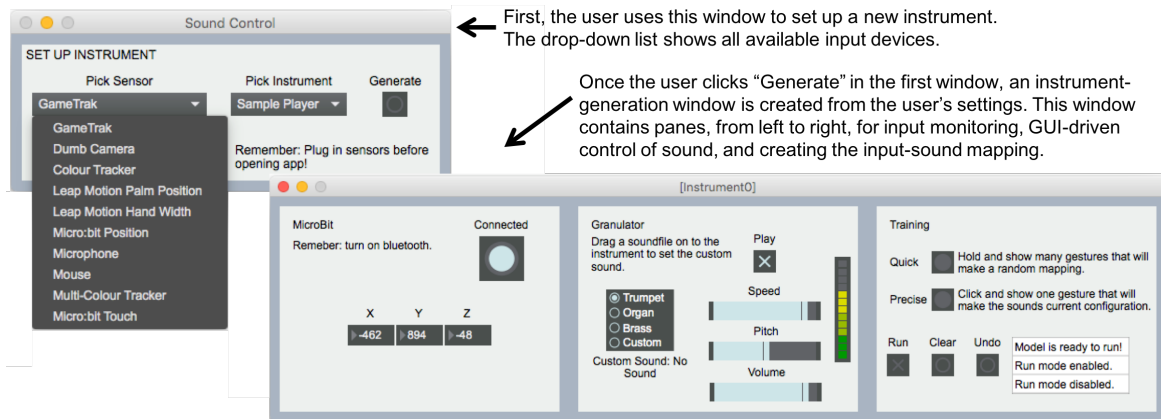 Sound Control
First, the user uses this window to set up a new instrument.
The drop-down list shows all available input devices.
SET UP INSTRUMENT
Pick Sensor
Pick Instrument
Generate
GameTrak
Sample Player
GameTrak
Dumb Camera
Colour Tracker
Leap Motion Palm Position
Leap Motion Hand Width
Micro:bit Position
Microphone
Mouse
Multi-Colour Tracker
Micro:bit Touch
Remember: Plug in sensors before
opening app!
Once the user clicks “Generate” in the first window, an instrument-
generation window is created from the user’s settings. This window
contains panes, from left to right, for input monitoring, GUI-driven
control of sound, and creating the input-sound mapping.
[Instrument0]
MicroBit
Connected
Remeber: turn on bluetooth.
X Y Z
-462 894 -48
Granulator
Drag a soundfile on to the
instrument to set the custom
sound.
Play
Trumpet
Organ
Brass
Custom
Custom Sound: No
Sound
Speed
Pitch
Volume
Training
Quick
Hold and show many gestures that will
make a random mapping.
Precise
Click and show one gesture that will
make the sounds current configuration.
Run Clear Undo
Model is ready to run!
Run mode enabled.
Run mode disabled.